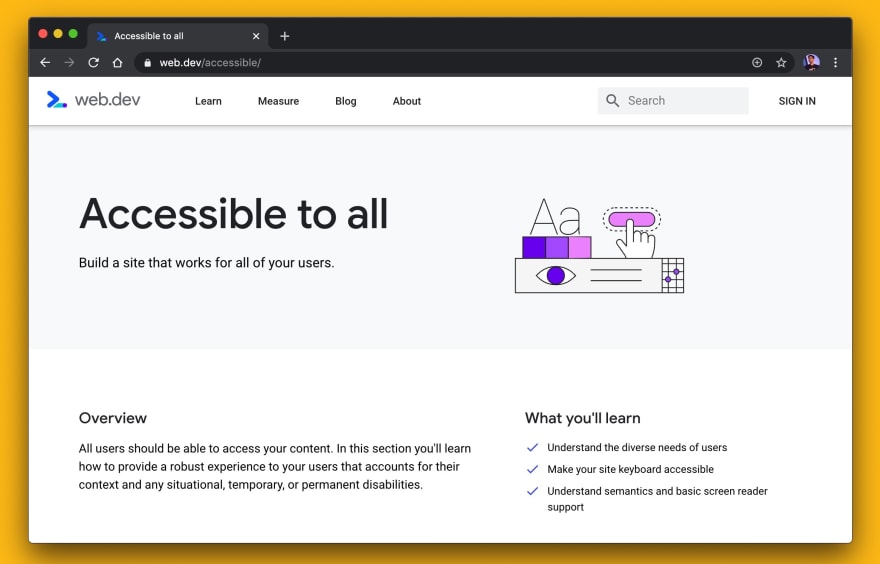 Accessible to all
web.dev/accessible/
web.dev
Learn
Measure
Blog
About
Search
SIGN IN
Accessible to all
Build a site that works for all of your users.
Aa
Overview
All users should be able to access your content. In this section you'll learn
how to provide a robust experience to your users that accounts for their
context and any situational, temporary, or permanent disabilities.
What you'll learn
Understand the diverse needs of users
Make your site keyboard accessible
Understand semantics and basic screen reader
support